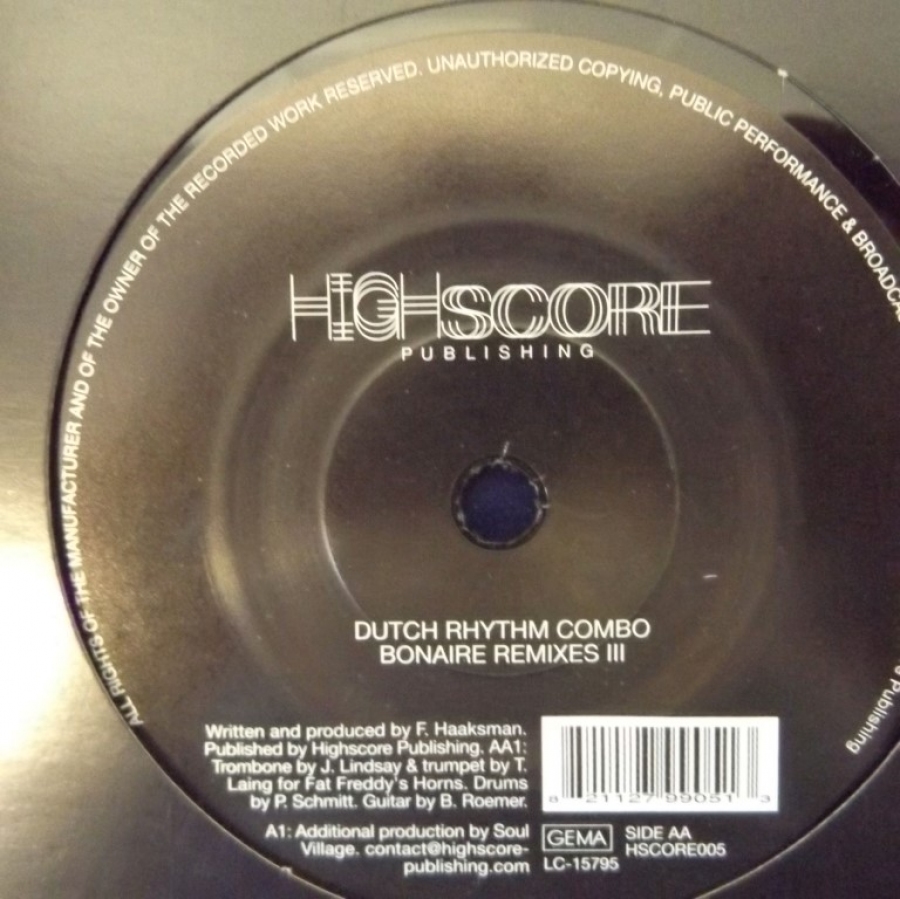 ALL RIGHTS OF THE MANUFACTURER AND OF THE OWNER OF THE RECORDED WORK RESERVED. UNAUTHORIZED COPYING, PUBLIC PERFORMANCE & BROADCA
HIGHSCORE
PUBLISHING
DUTCH RHYTHM COMBO
BONAIRE REMIXES III
Publishing
Written and produced by F. Haaksman.
Published by Highscore Publishing. AA1:
Trombone by J. Lindsay & trumpet by T.
Laing for Fat Freddy's Horns. Drums
by P. Schmitt. Guitar by B. Roemer.
A1: Additional production by Soul
Village. contact@highscore-
publishing.com
8 21127 99051 3
GEMA
LC-15795
SIDE AA
HSCORE005